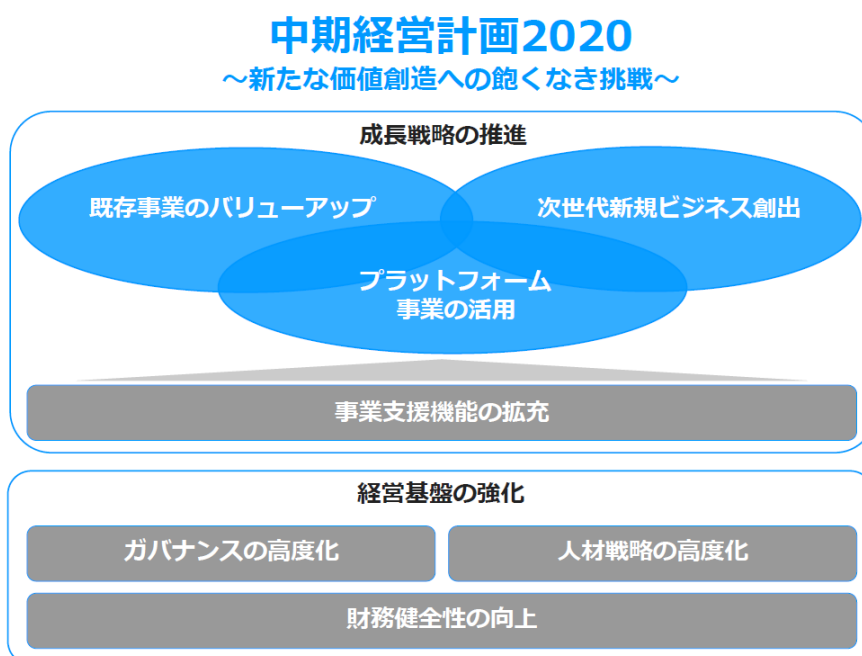 中期経営計画2020
～新たな価値創造への飽くなき挑戦～
成長戦略の推進
既存事業のバリューアップ
次世代新規ビジネス創出
プラットフォーム
事業の活用
事業支援機能の拡充
経営基盤の強化
ガバナンスの高度化
人材戦略の高度化
財務健全性の向上